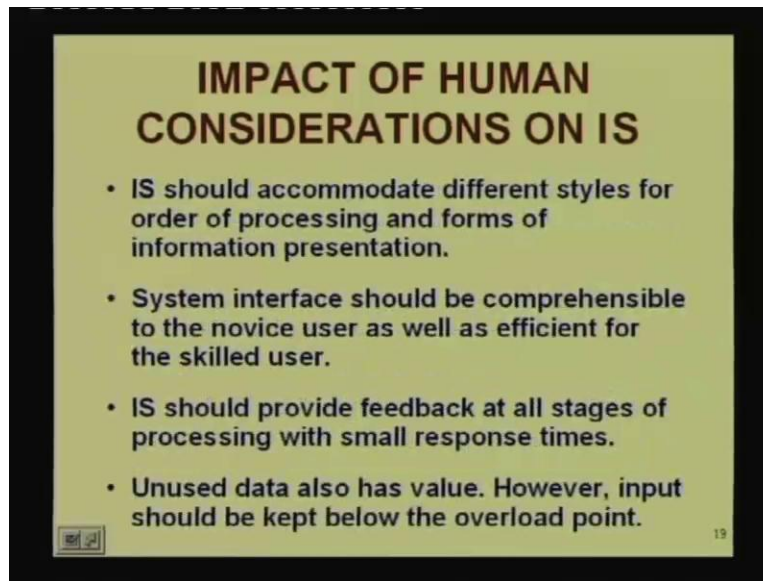 IMPACT OF HUMAN
CONSIDERATIONS ON IS
• IS should accommodate different styles for
order of processing and forms of
information presentation.
• System interface should be comprehensible
to the novice user as well as efficient for
the skilled user.
• IS should provide feedback at all stages of
processing with small response times.
• Unused data also has value. However, input
should be kept below the overload point.
19